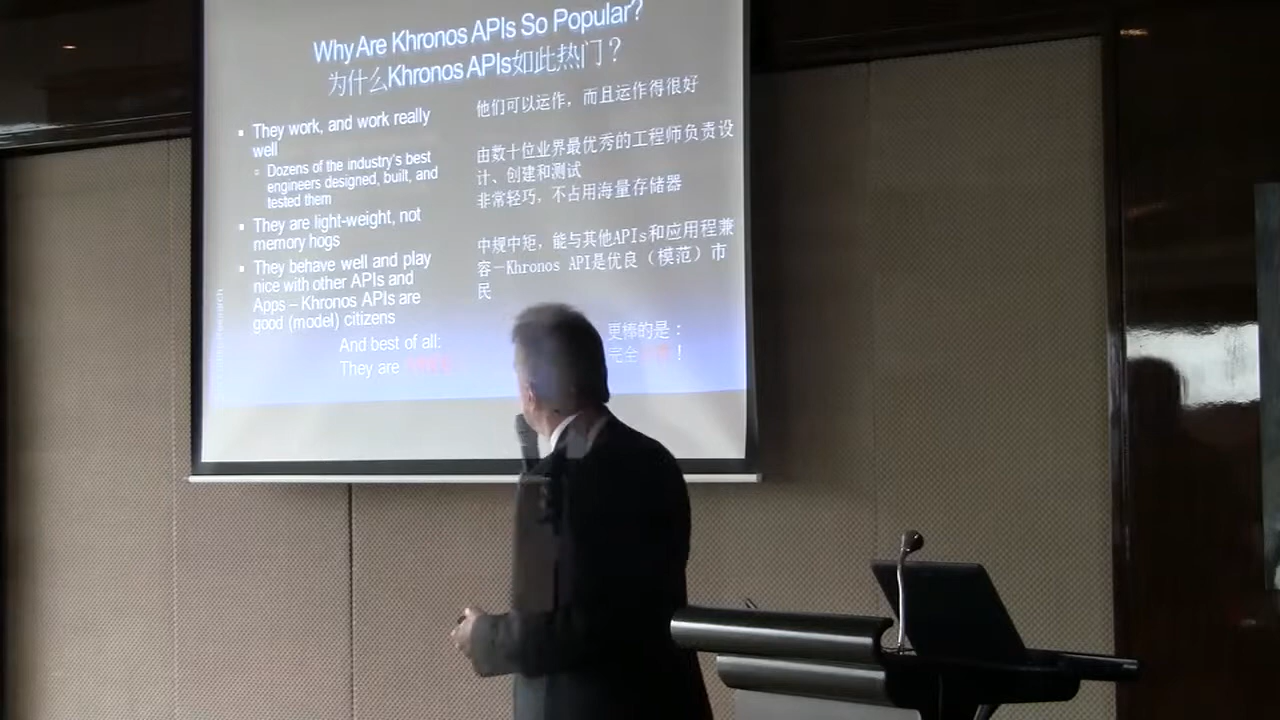 Why Are Khronos APIs So Popular?
为什么Khronos APIs如此热门？
▪ They work, and work really
well
▫ Dozens of the industry's best
engineers designed, built, and
tested them
▪ They are light-weight, not
memory hogs
▪ They behave well and play
nice with other APIs and
Apps – Khronos APIs are
good (model) citizens
And best of all:
They are
他们可以运作，而且运作得很好
由数十位业界最优秀的工程师负责设
计、创建和测试
非常轻巧，不占用海量存储器
中规中矩，能与其他APIs和应用程兼
容－Khronos API是优良（模范）市
民
更棒的是：
完全 ！